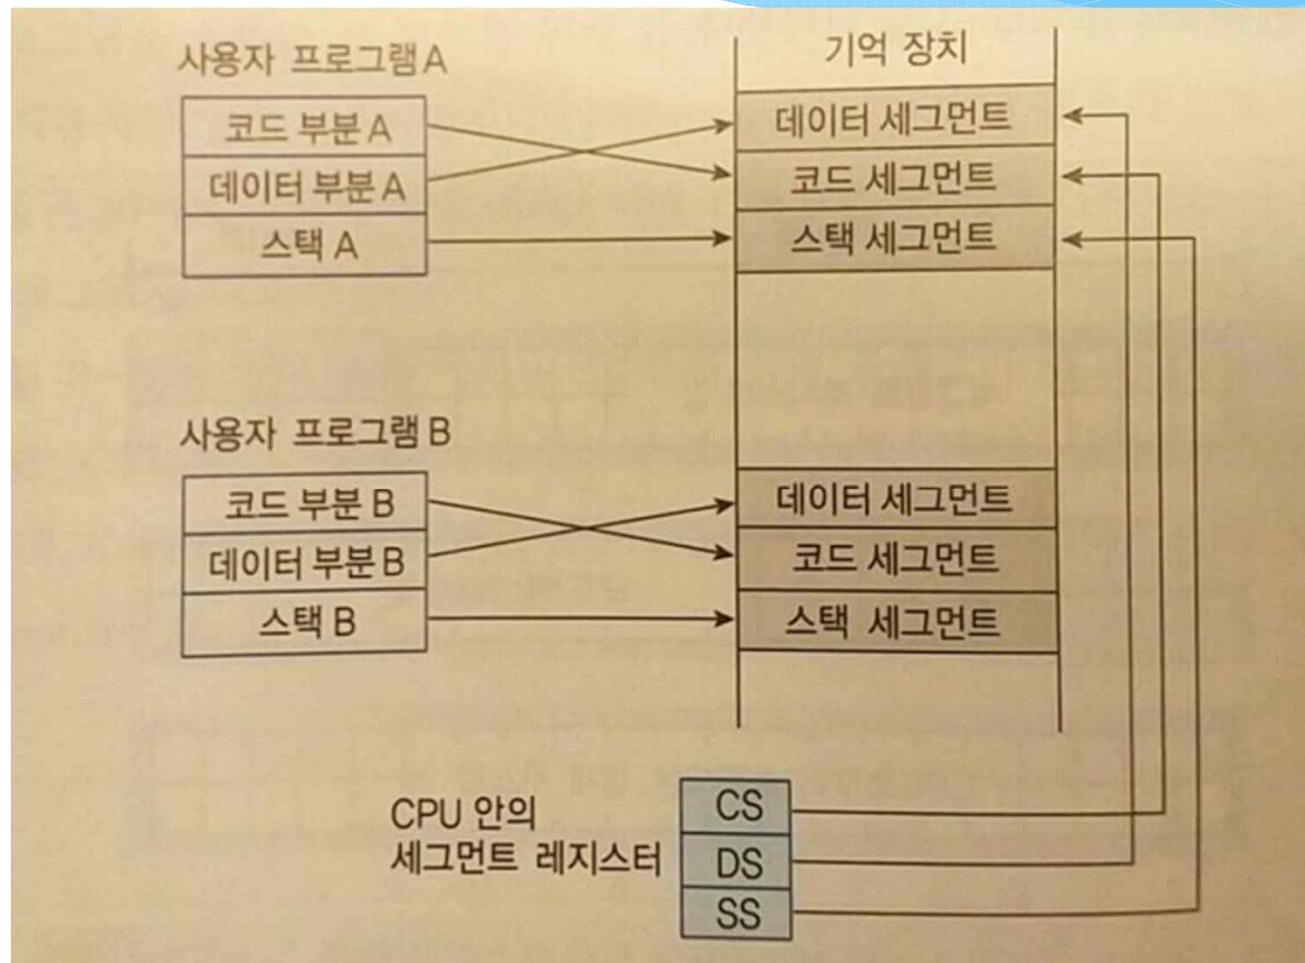 사용자 프로그램 A
코드 부분 A
데이터 부분 A
스택 A
기억 장치
데이터 세그먼트
코드 세그먼트
스택 세그먼트
사용자 프로그램 B
코드 부분 B
데이터 부분 B
스택 B
데이터 세그먼트
코드 세그먼트
스택 세그먼트
CPU 안의
세그먼트 레지스터
CS
DS
SS